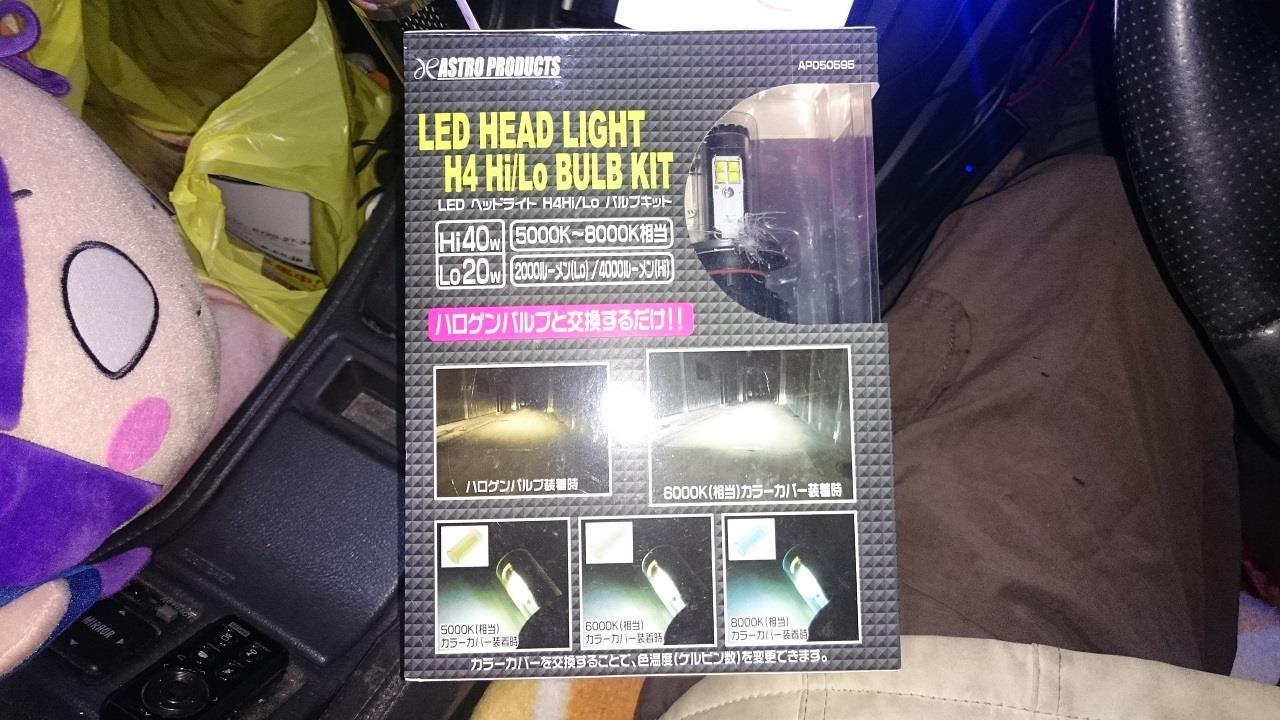 ASTRO PRODUCTS
AP050595
LED HEAD LIGHT
H4 Hi/Lo BULB KIT
LED ヘッドライト H4Hi/Lo バルブキット
Hi40w
5000K～8000K相当
Lo20w
2000ルーメン(Lo)/4000ルーメン(Hi)
ハロゲンバルブと交換するだけ!!
ハロゲンバルブ装着時
6000K(相当)カラーカバー装着時
5000K(相当)
カラーカバー装着時
6000K(相当)
カラーカバー装着時
8000K(相当)
カラーカバー装着時
カラーカバーを交換することで、色温度(ケルビン数)を変更できます。
MIRROR